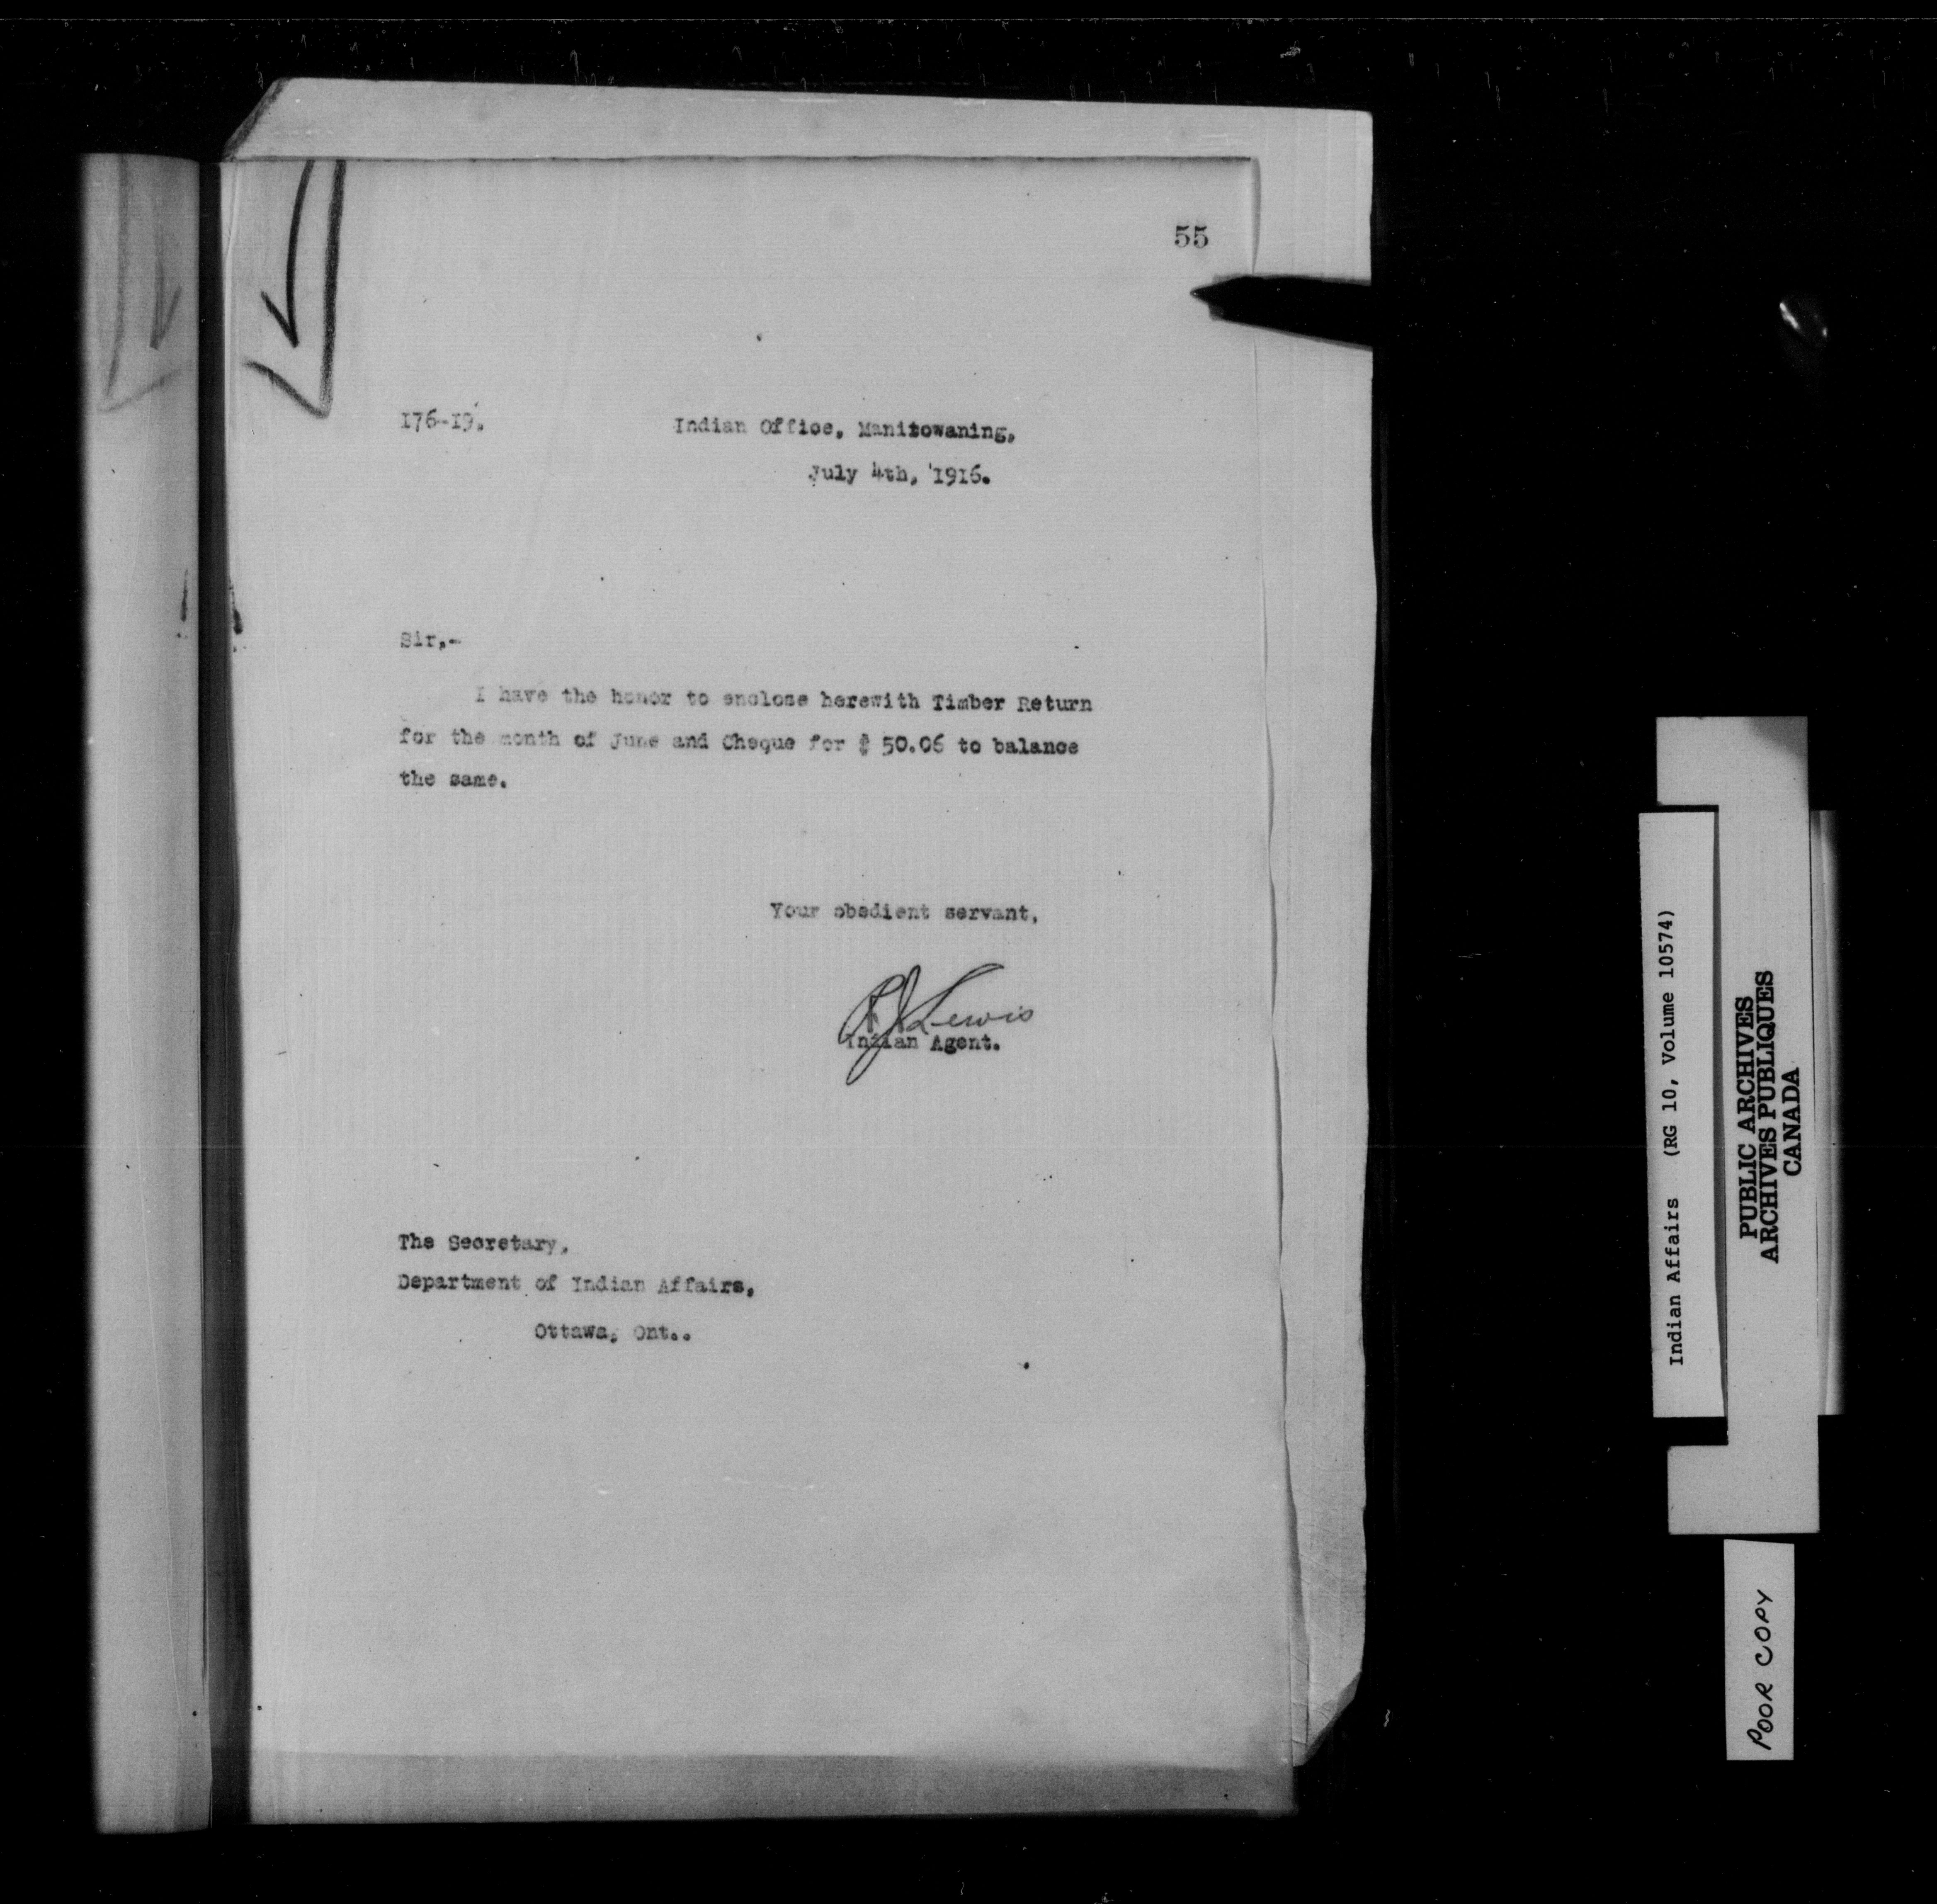 55
176-19.
Indian Office, Manitowaning,
July 4th, 1916.
Sir,-
I have the honor to enclose herewith Timber Return
for the month of June and Cheque for $ 50.06 to balance
the same.
Your obedient servant,
Lewis
Indian Agent.
The Secretary,
Department of Indian Affairs,
Ottawa, Ont..
Indian Affairs (RG 10, Volume 10574)
PUBLIC ARCHIVES
ARCHIVES PUBLIQUES
CANADA
POOR COPY